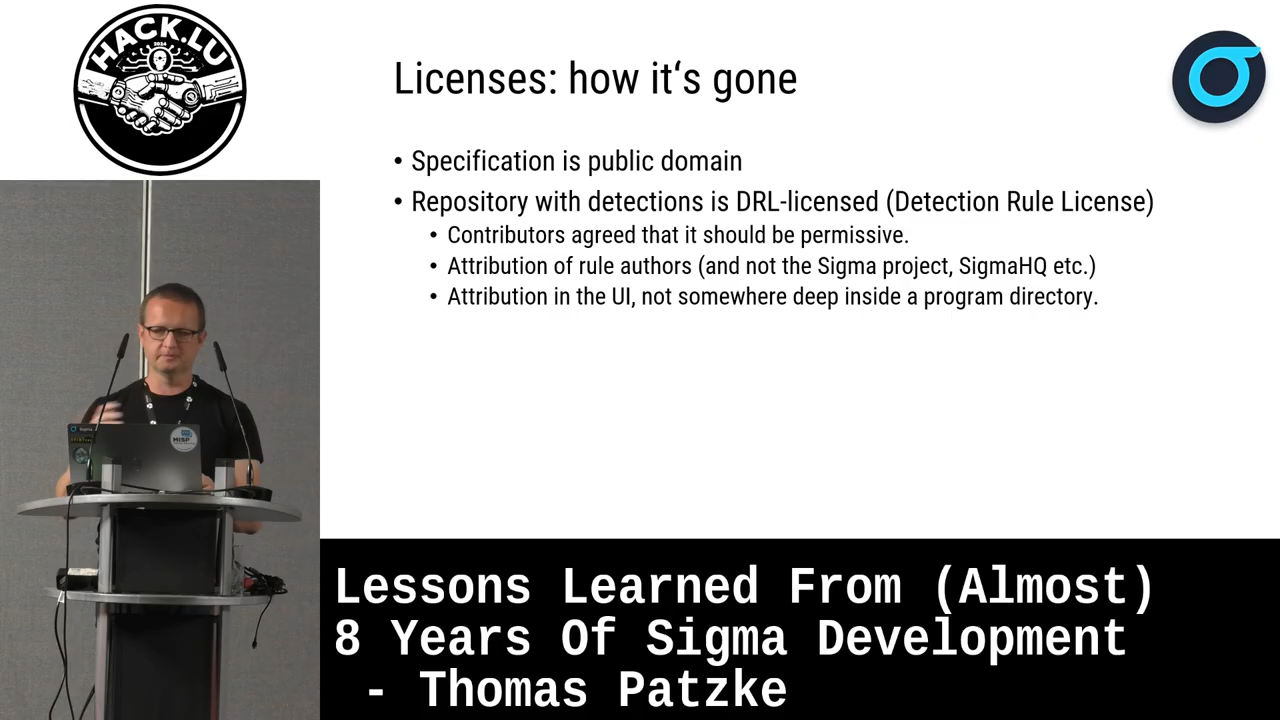 HACK.LU
2024
Licenses: how it‘s gone
• Specification is public domain
• Repository with detections is DRL-licensed (Detection Rule License)
• Contributors agreed that it should be permissive.
• Attribution of rule authors (and not the Sigma project, SigmaHQ etc.)
• Attribution in the UI, not somewhere deep inside a program directory.
MISP
Lessons Learned From (Almost)
8 Years Of Sigma Development
- Thomas Patzke